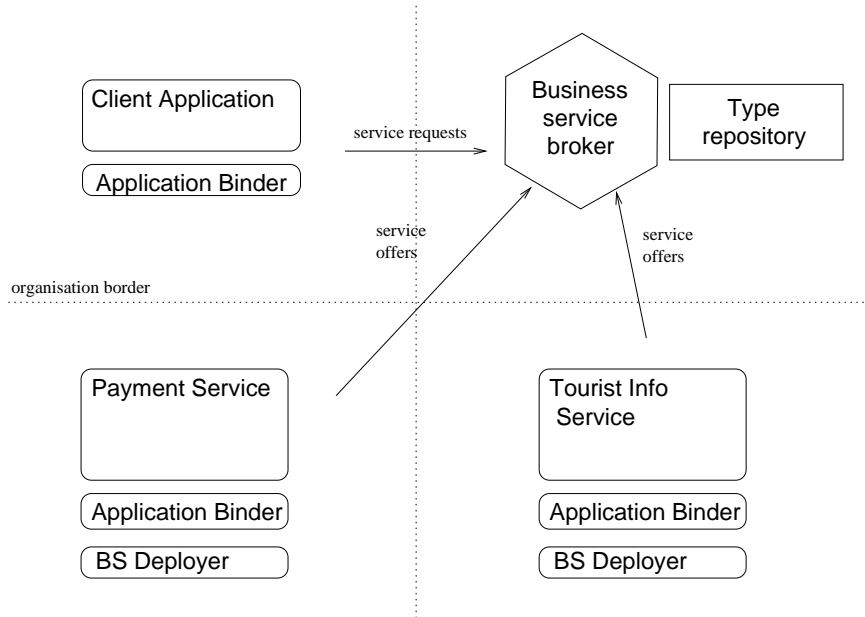 Client Application
Application Binder
service requests
Business
service
broker
Type
repository
service
offers
service
offers
organisation border
Payment Service
Application Binder
BS Deployer
Tourist Info
Service
Application Binder
BS Deployer